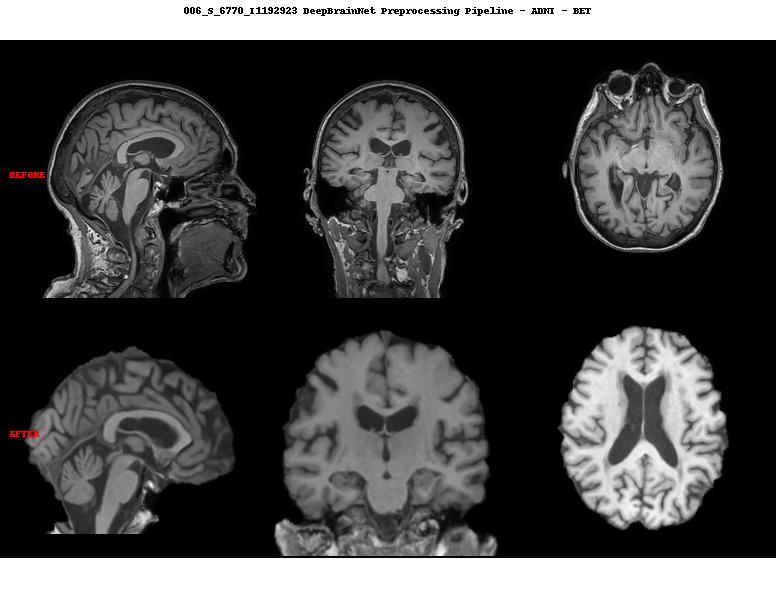 006_S_6770_I1192923 DeepBrainNet Preprocessing Pipeline - ADNI - BET
BEFORE
AFTER